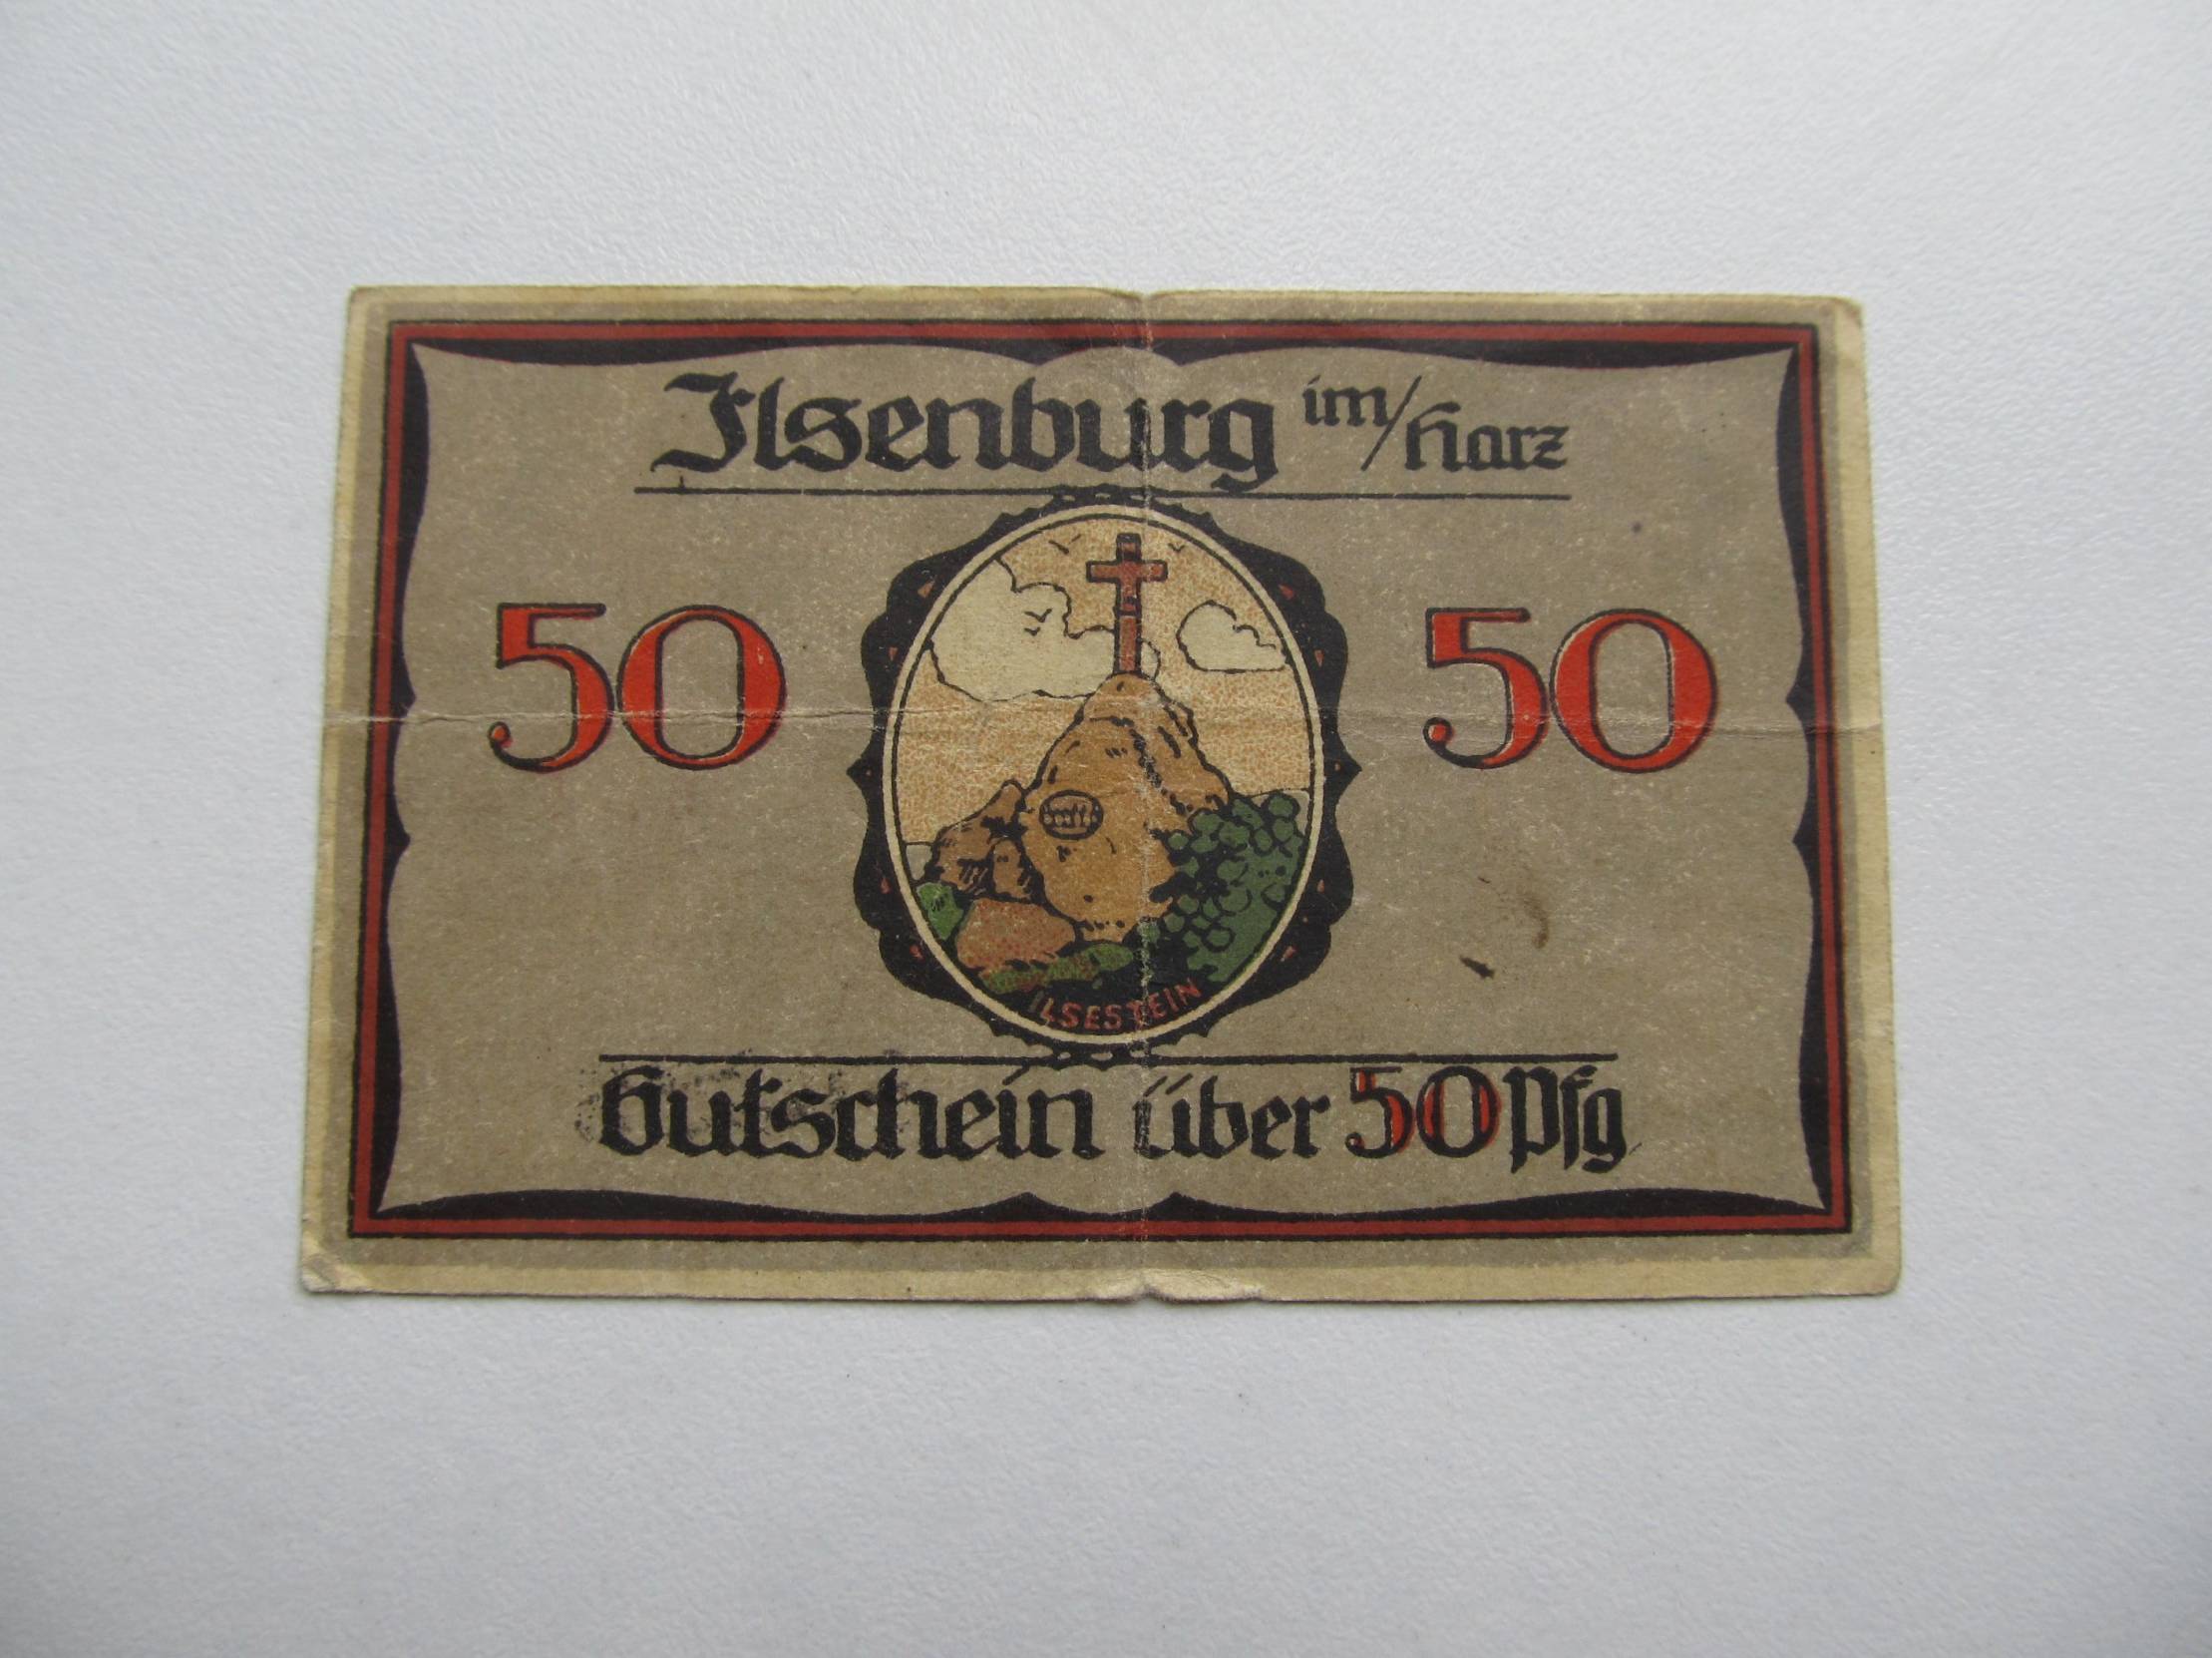 Ilsenburg im/Harz
50 50
ILSESTEIN
Gutschein über 50 Pfg